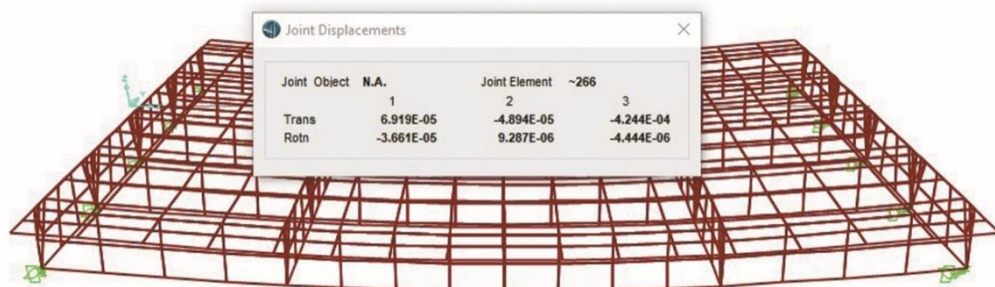 Joint Displacements
Joint Object N.A. Joint Element ~266
1 2 3
Trans 6.919E-05 -4.894E-05 -4.244E-04
Rotn -3.661E-05 9.287E-06 -4.444E-06